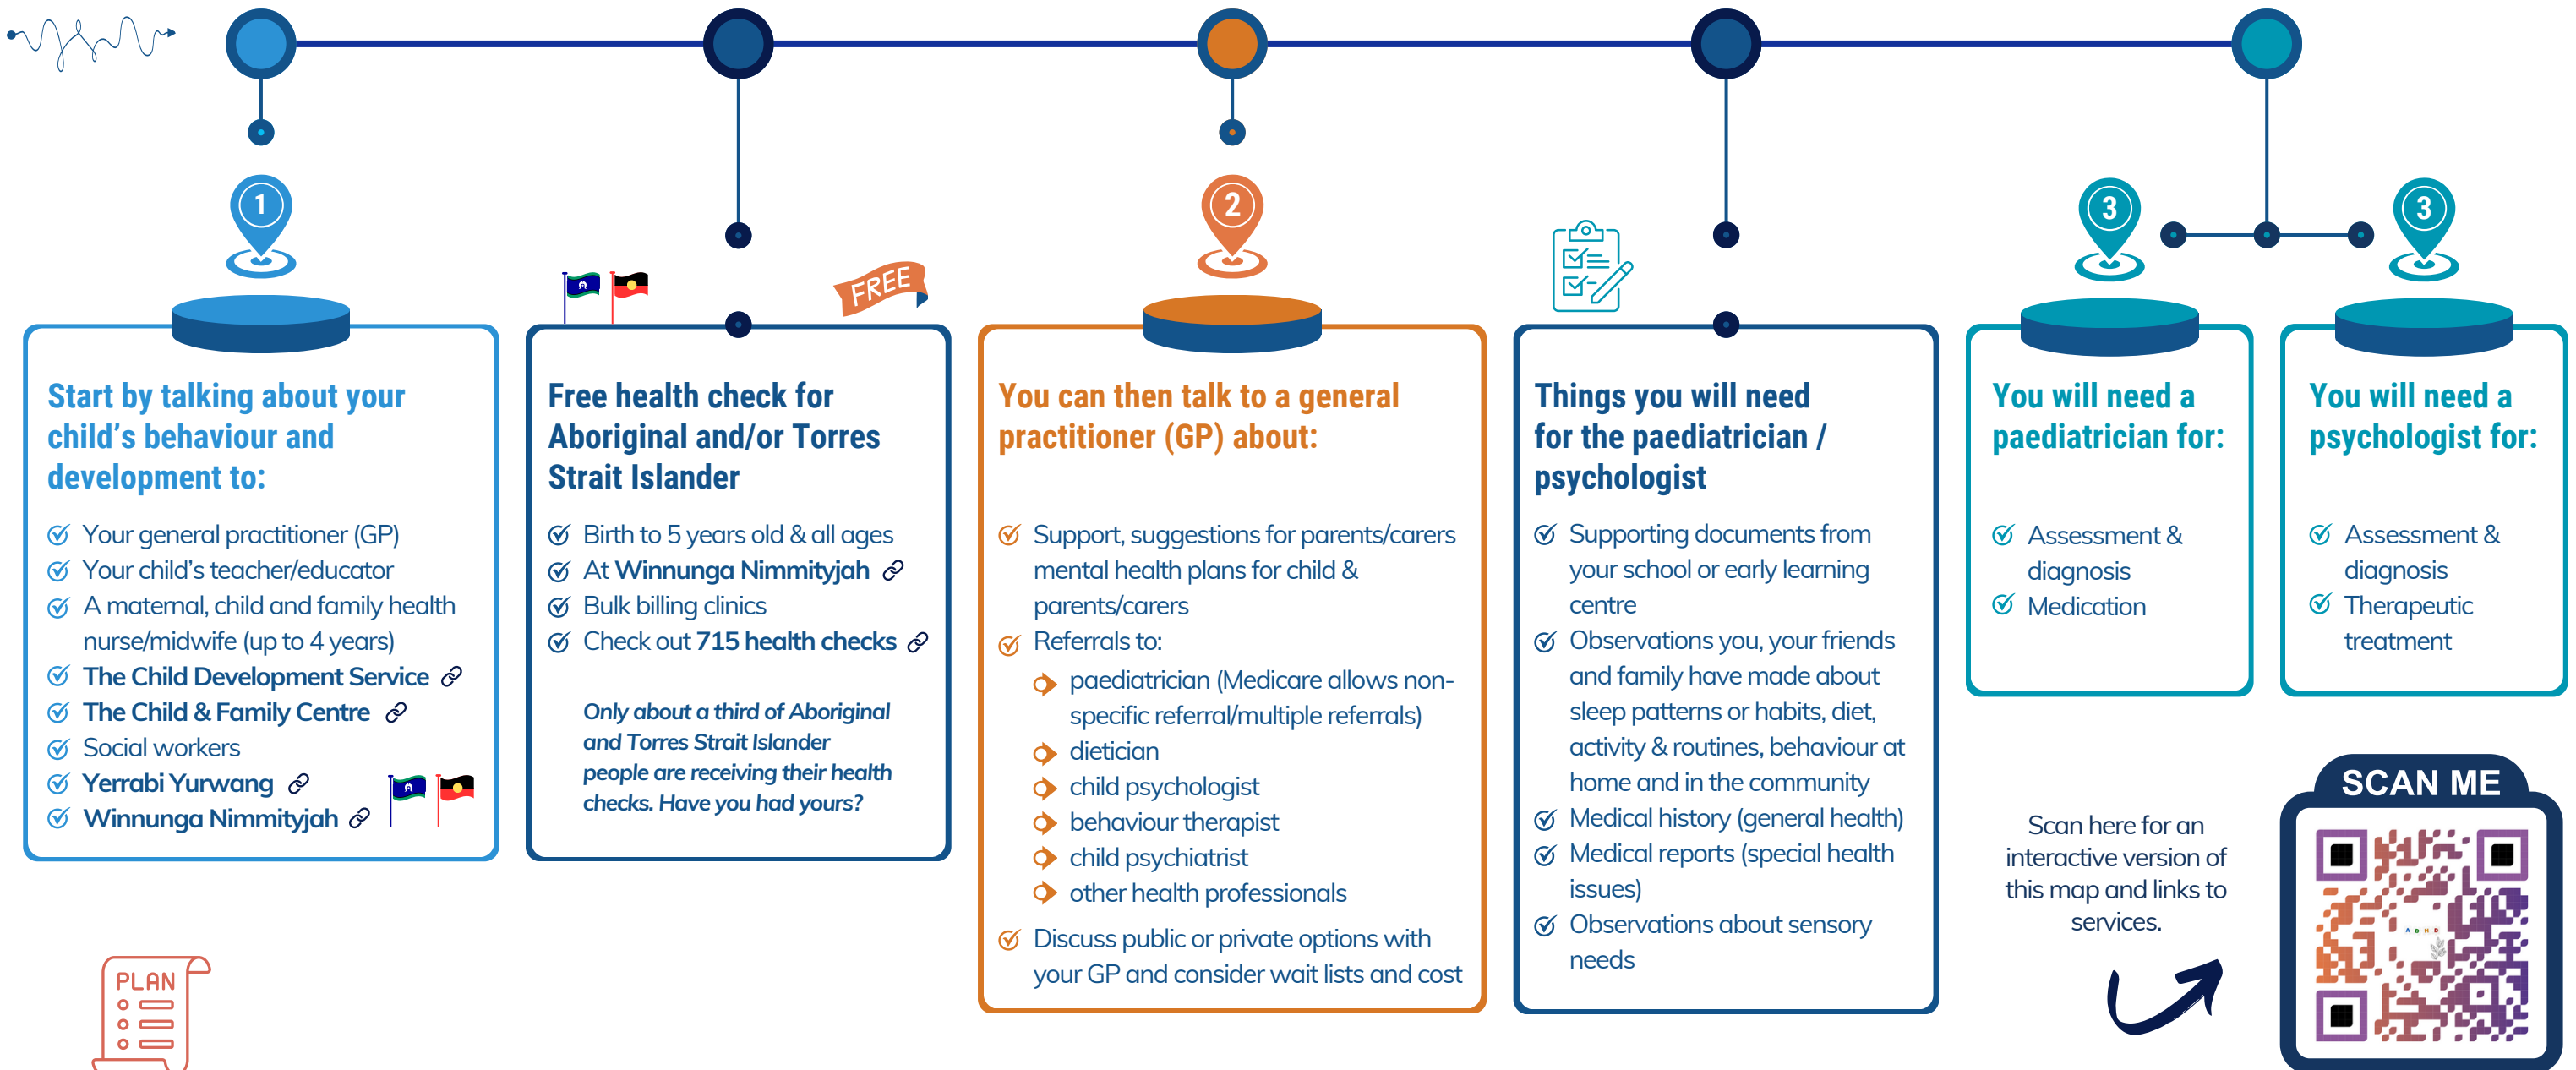 1
Start by talking about your
child's behaviour and
development to:
Your general practitioner (GP)
Your child's teacher/educator
A maternal, child and family health
nurse/midwife (up to 4 years)
The Child Development Service
The Child & Family Centre
Social workers
Yerrabi Yurwang
Winnunga Nimmityjah
PLAN
FREE
Free health check for
Aboriginal and/or Torres
Strait Islander
Birth to 5 years old & all ages
At Winnunga Nimmityjah
Bulk billing clinics
Check out 715 health checks
Only about a third of Aboriginal
and Torres Strait Islander
people are receiving their health
checks. Have you had yours?
2
You can then talk to a general
practitioner (GP) about:
Support, suggestions for parents/carers
mental health plans for child &
parents/carers
Referrals to:
paediatrician (Medicare allows non-
specific referral/multiple referrals)
dietician
child psychologist
behaviour therapist
child psychiatrist
other health professionals
Discuss public or private options with
your GP and consider wait lists and cost
Things you will need
for the paediatrician /
psychologist
Supporting documents from
your school or early learning
centre
Observations you, your friends
and family have made about
sleep patterns or habits, diet,
activity & routines, behaviour at
home and in the community
Medical history (general health)
Medical reports (special health
issues)
Observations about sensory
needs
3
You will need a
paediatrician for:
Assessment &
diagnosis
Medication
3
You will need a
psychologist for:
Assessment &
diagnosis
Therapeutic
treatment
Scan here for an
interactive version of
this map and links to
services.
SCAN ME
ADHD